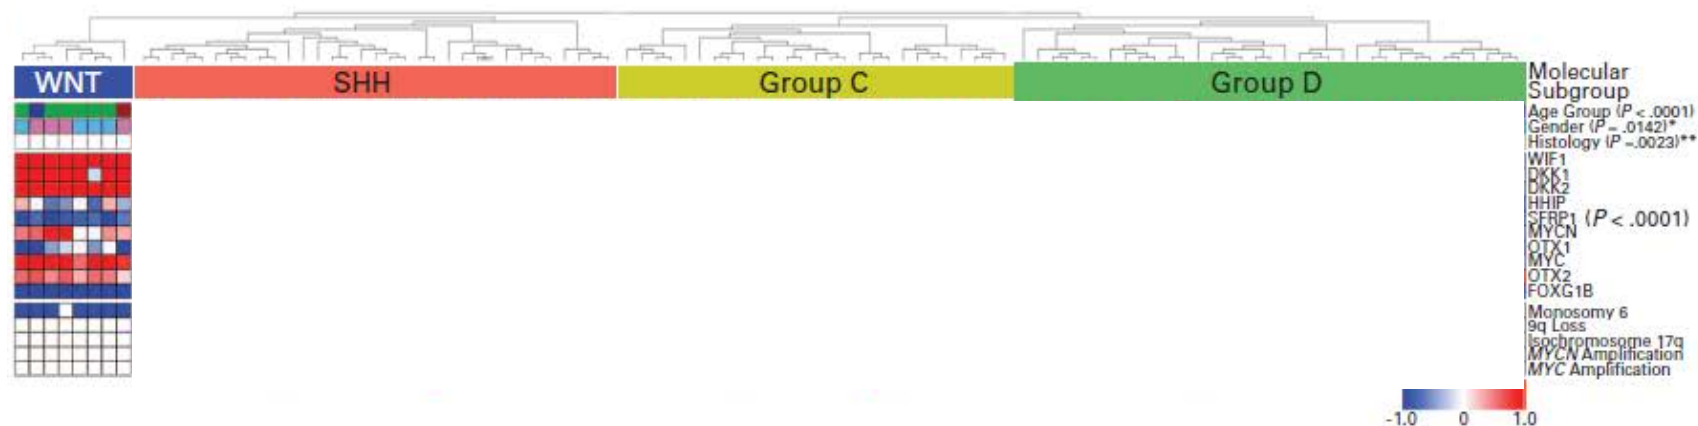 WNT SHH Group C Group D Molecular
Subgroup
Age Group (P < .0001)
Gender (P = .0142)*
Histology (P =.0023)**
WIF1
DKK1
DKK2
HHIP
SFRP1 (P < .0001)
MYCN
OTX1
MYC
OTX2
FOXG1B
Monosomy 6
9q Loss
Isochromosome 17q
MYCN Amplification
MYC Amplification
-1.0 0 1.0